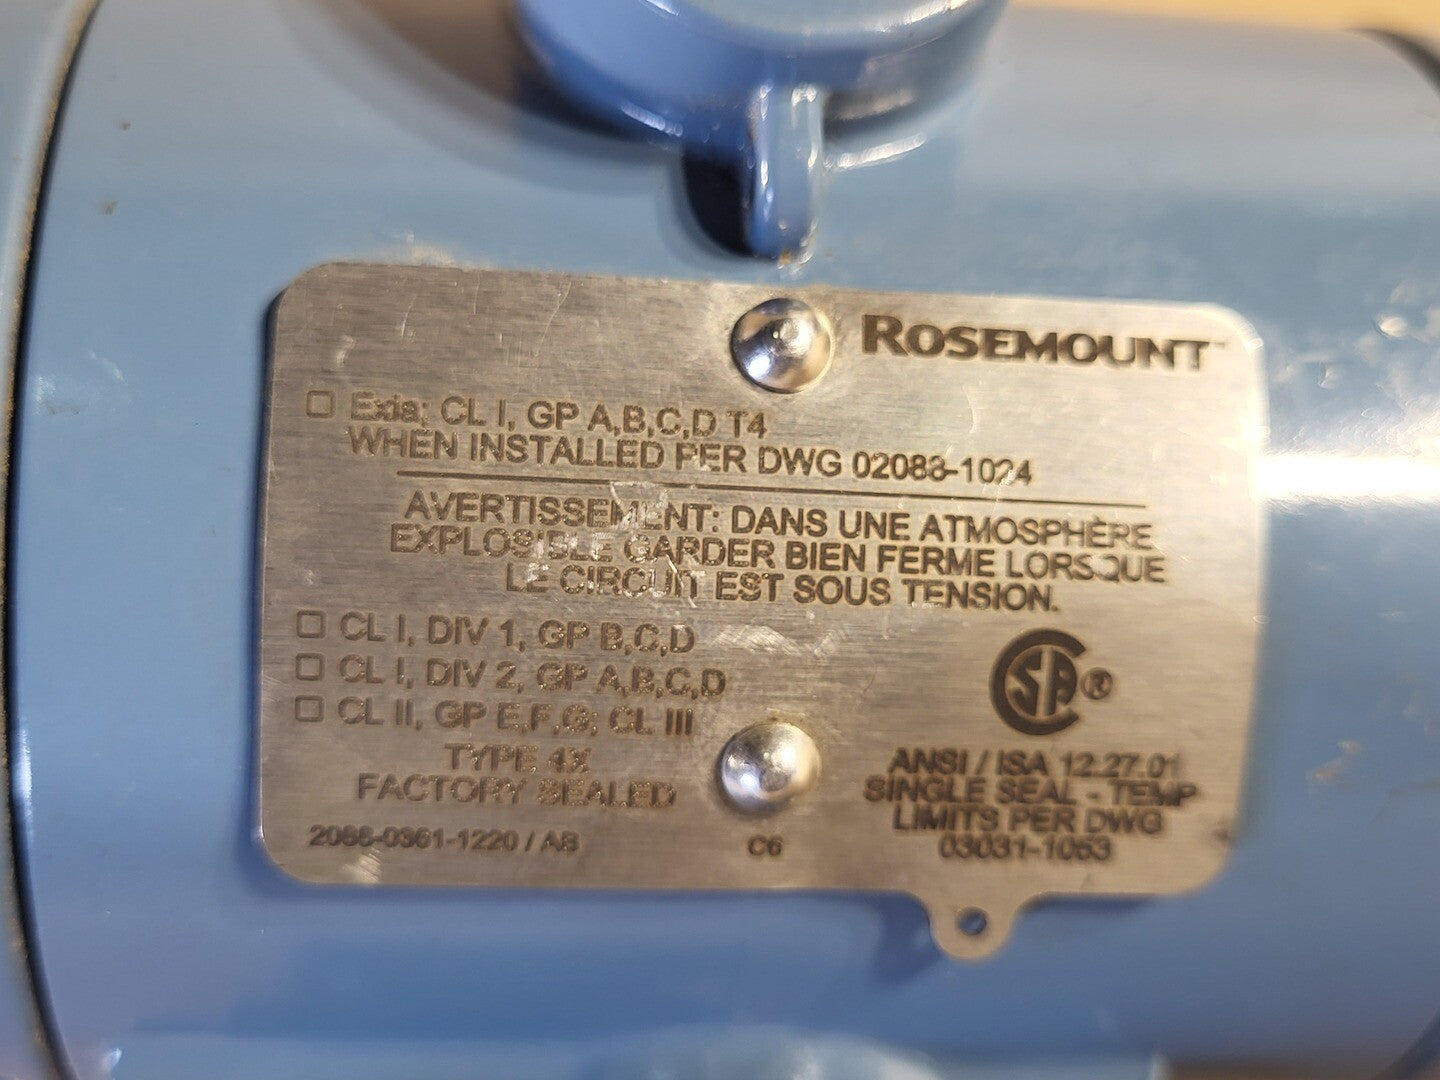 ROSEMOUNT™
☐ Exia; CL I, GP A,B,C,D T4
WHEN INSTALLED PER DWG 02088-1024
AVERTISSEMENT: DANS UNE ATMOSPHÈRE
EXPLOSIBLE GARDER BIEN FERME LORSQUE
LE CIRCUIT EST SOUS TENSION.
☐ CL I, DIV 1, GP B,C,D
☐ CL I, DIV 2, GP A,B,C,D
☐ CL II, GP E,F,G; CL III
TYPE 4X
FACTORY SEALED
2088-0361-1220 / AB
C6
SA®
ANSI / ISA 12.27.01
SINGLE SEAL - TEMP
LIMITS PER DWG
03031-1053